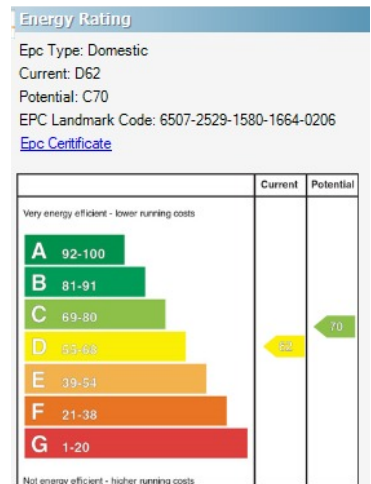 Energy Rating
Epc Type: Domestic
Current: D62
Potential: C70
EPC Landmark Code: 6507-2529-1580-1664-0206
Epc Ceritificate
Current Potential
Very energy efficient - lower running costs
A 92-100
B 81-91
C 69-80
70
D 55-68
62
E 39-54
F 21-38
G 1-20
Not energy efficient - higher running costs